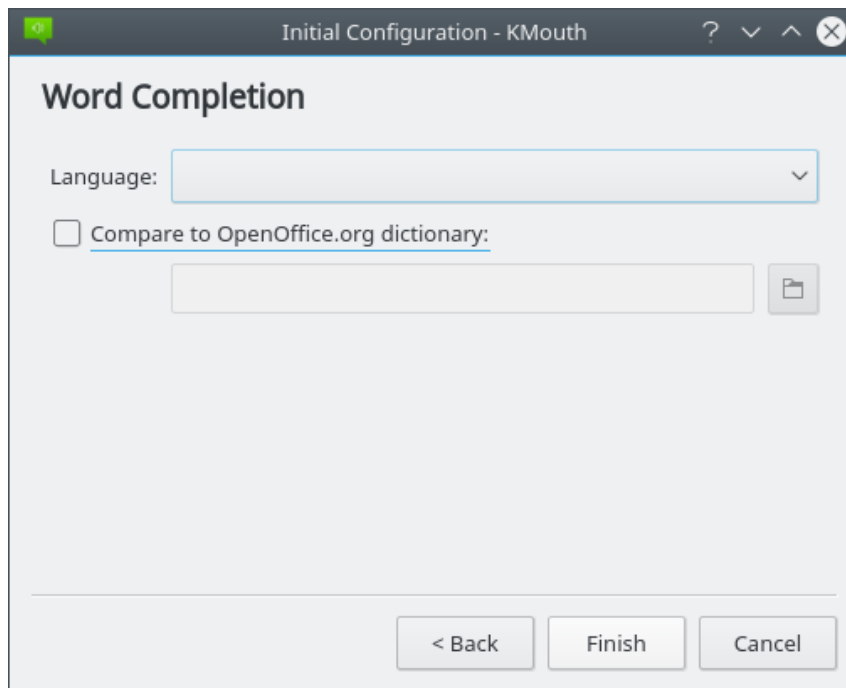 Initial Configuration - KMouth
Word Completion
Language:
Compare to OpenOffice.org dictionary:
< Back Finish Cancel